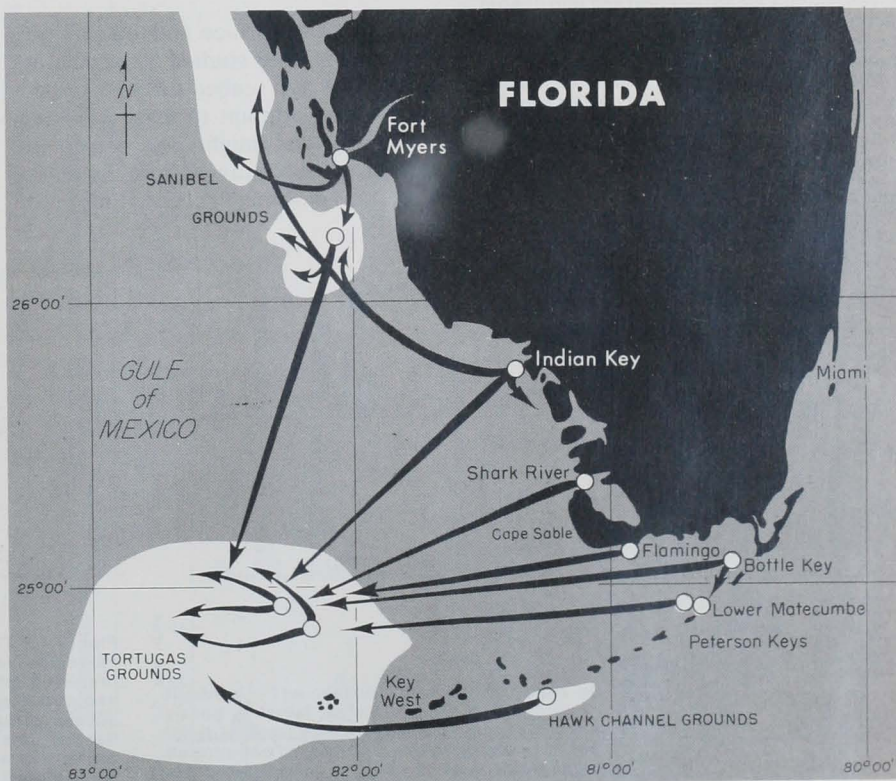 N
FLORIDA
Fort
Myers
SANIBEL
GROUNDS
26°00'
GULF
of
MEXICO
Indian Key
Miami
Shark River
Cape Sable
Flamingo
Bottle Key
25°00'
Lower Matecumbe
Peterson Keys
TORTUGAS
GROUNDS
Key
West
HAWK CHANNEL GROUNDS
83°00'
82°00'
81°00'
80°00'